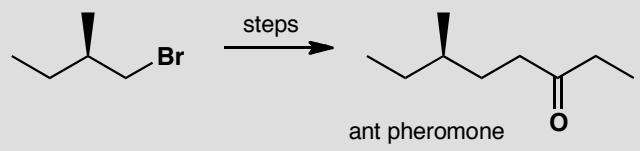 steps
Br
ant pheromone
O